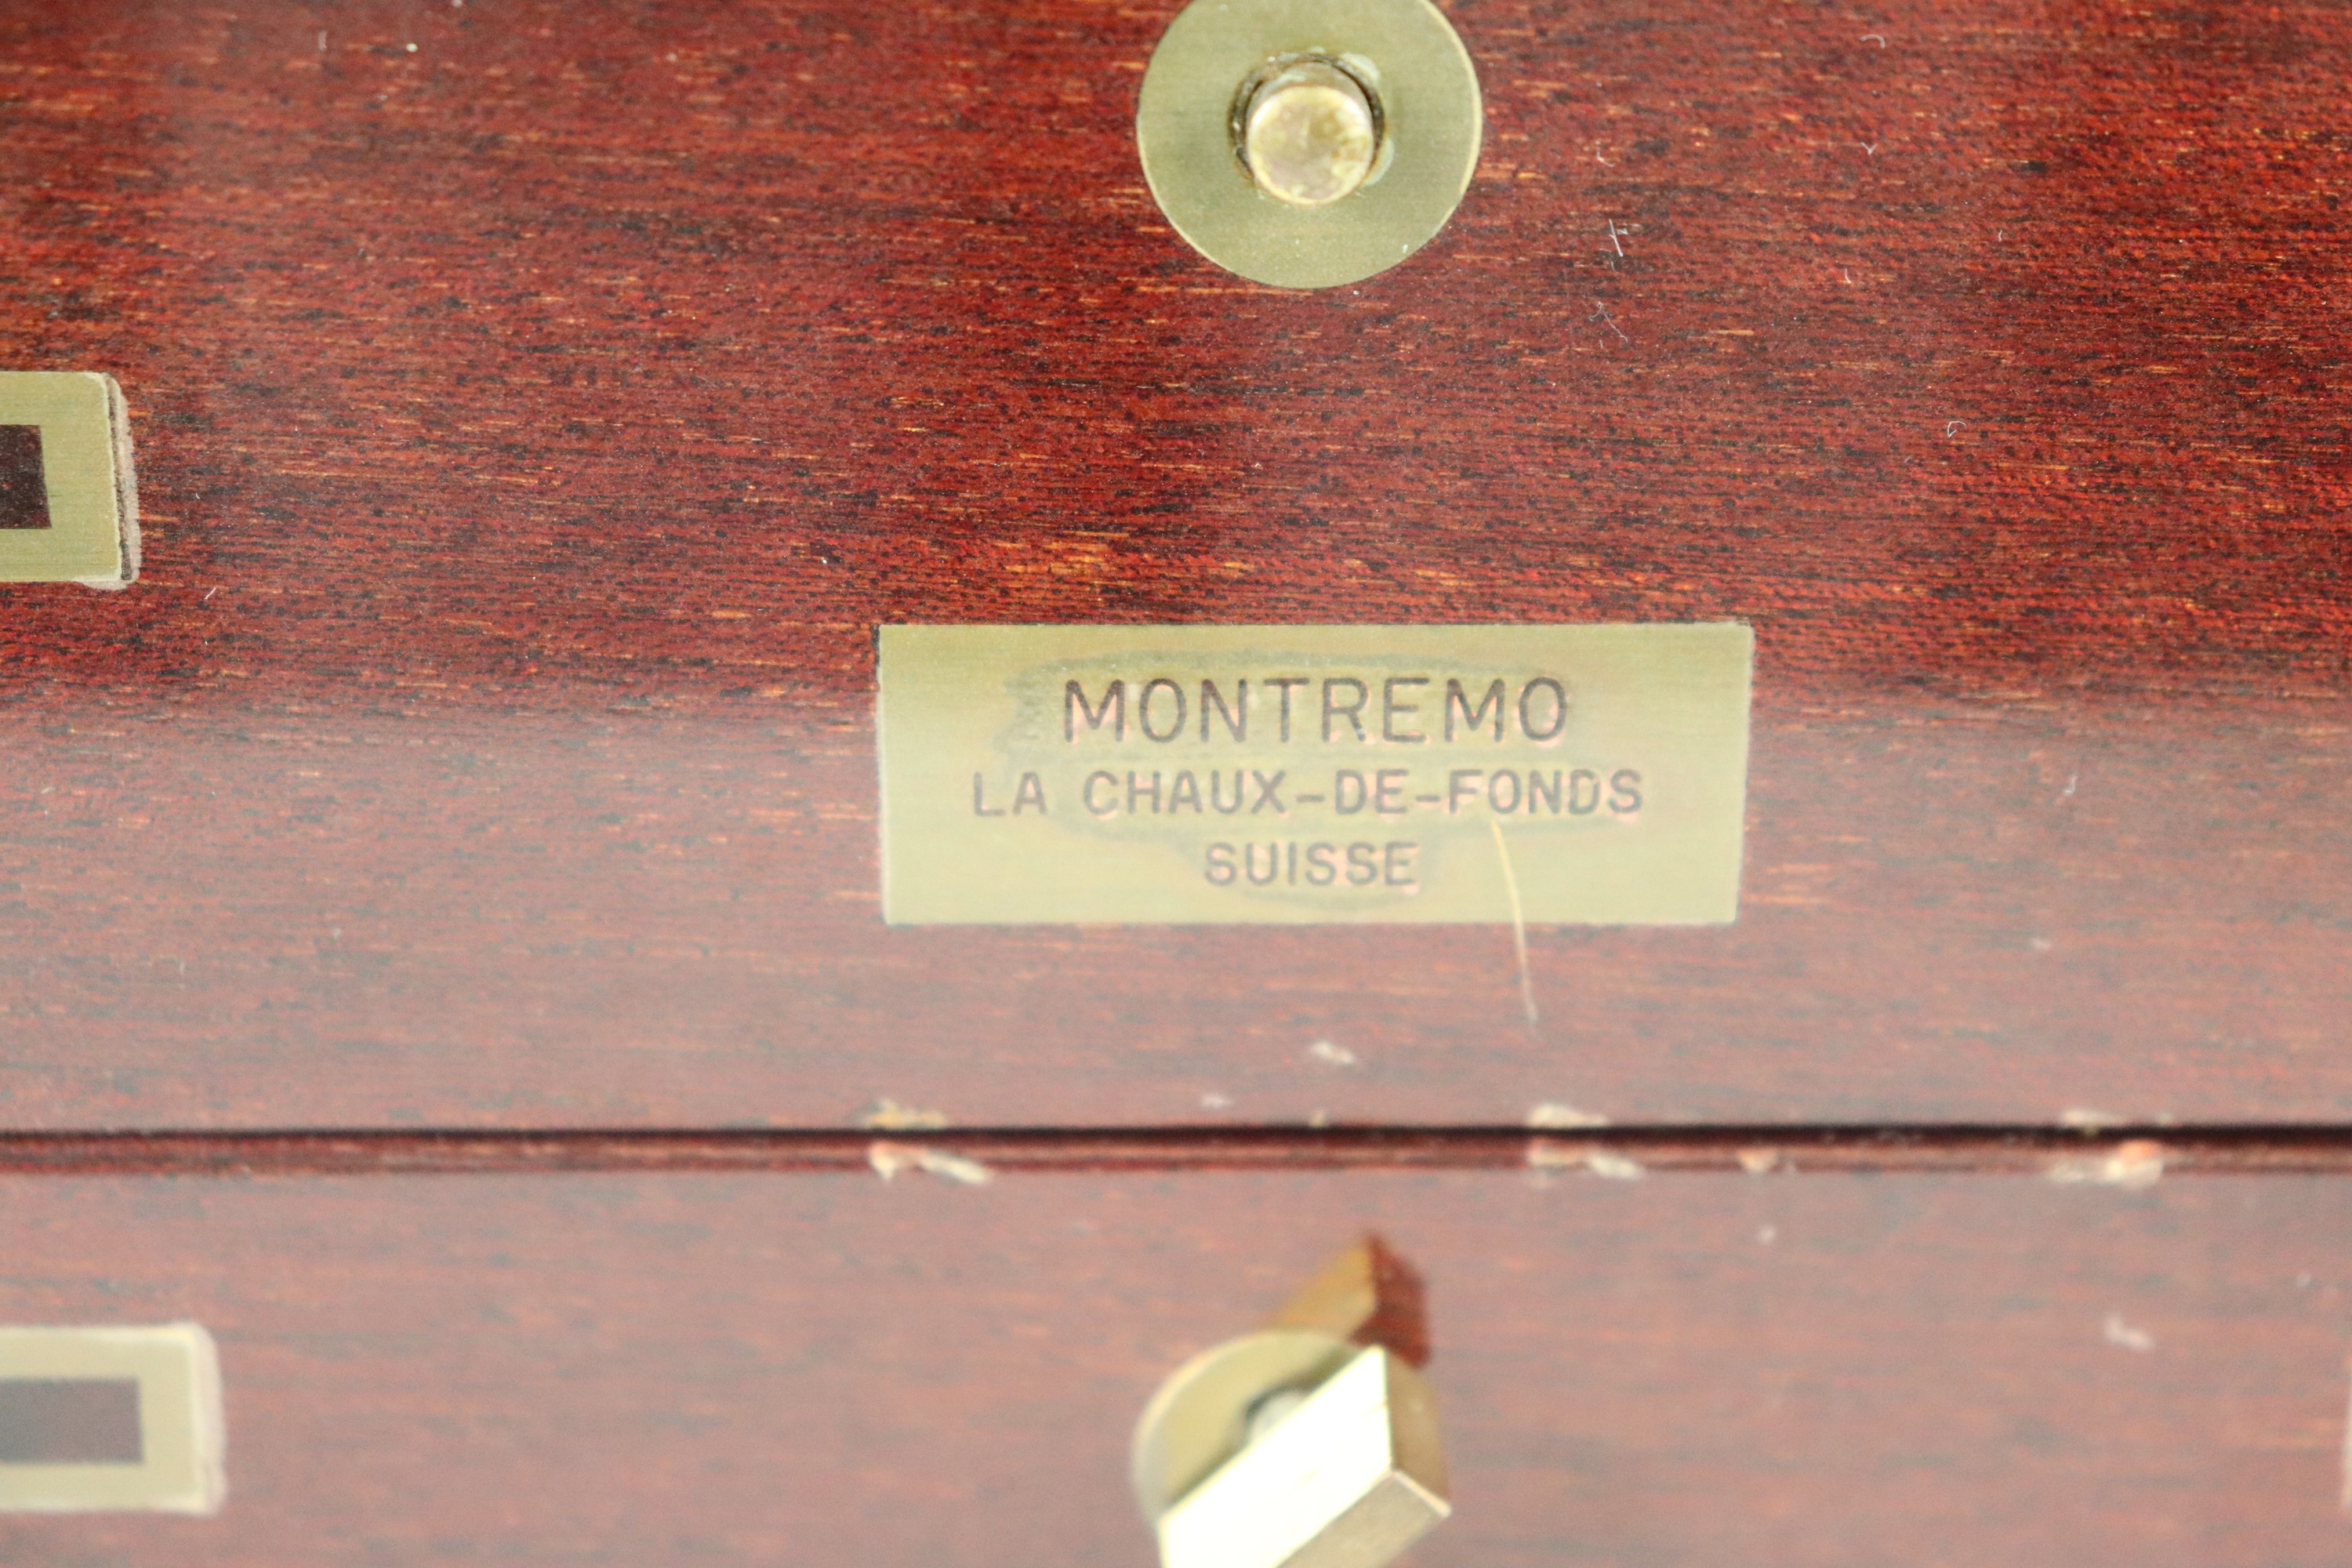 MONTREMO
LA CHAUX-DE-FONDS
SUISSE